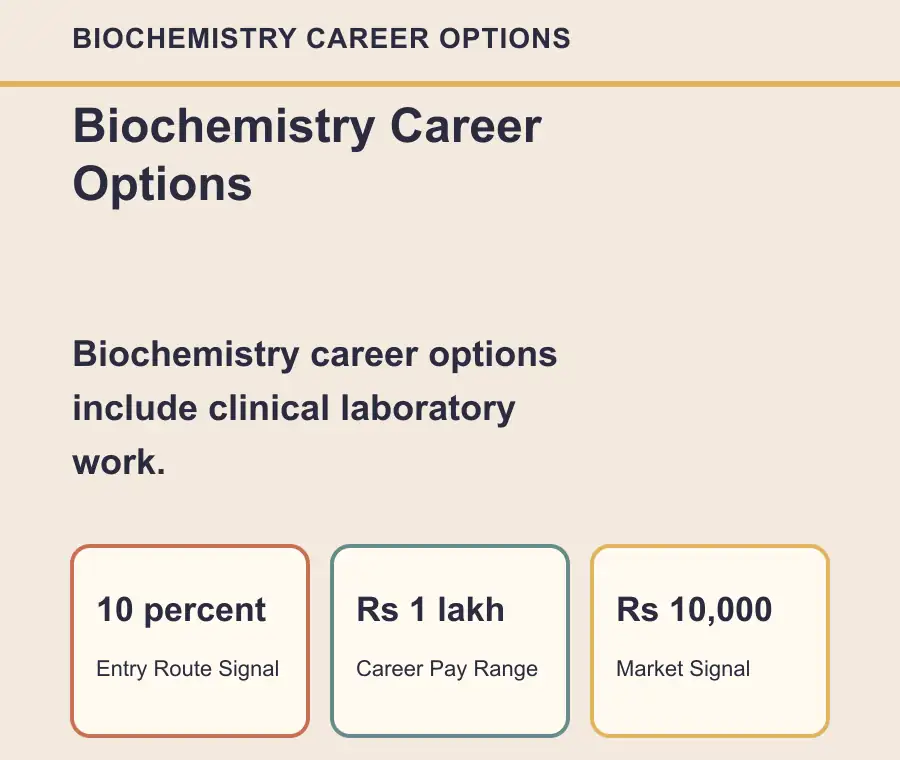 BIOCHEMISTRY CAREER OPTIONS
Biochemistry Career
Options
Biochemistry career options
include clinical laboratory
work.
10 percent
Entry Route Signal
Rs 1 lakh
Career Pay Range
Rs 10,000
Market Signal